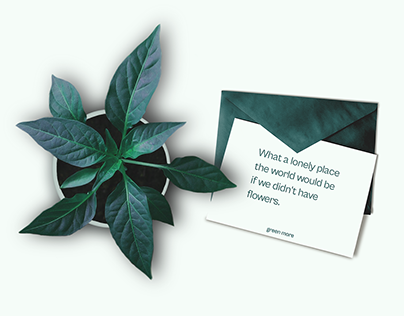 What a lonely place
the world would be
if we didn't have
flowers.
green more